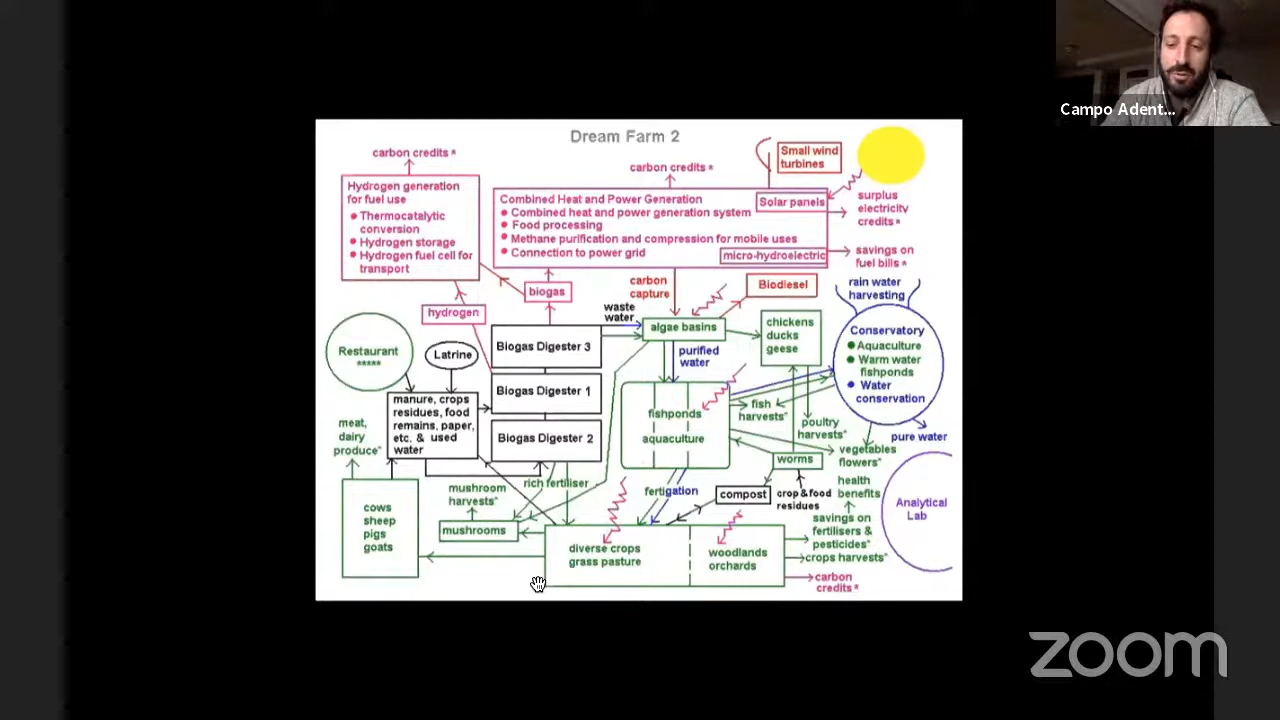 Campo Adent...
Dream Farm 2
carbon credits *
Hydrogen generation
for fuel use
Thermocatalytic
conversion
Hydrogen storage
Hydrogen fuel cell for
transport
carbon credits *
Combined Heat and Power Generation
Combined heat and power generation system
Food processing
Methane purification and compression for mobile uses
Connection to power grid
Small wind
turbines
Solar panels
micro-hydroelectric
surplus
electricity
credits *
savings on
fuel bills *
biogas
hydrogen
carbon
capture
Biodiesel
rain water
harvesting
waste
water
algae basins
purified
water
chickens
ducks
geese
Conservatory
Aquaculture
Warm water
fishponds
Water
conservation
Restaurant
*****
Latrine
Biogas Digester 3
Biogas Digester 1
Biogas Digester 2
manure, crops
residues, food
remains, paper,
etc. & used
water
fishponds
aquaculture
fish
harvests*
poultry
harvests*
pure water
meat,
dairy
produce*
vegetables
flowers*
worms
mushroom
harvests*
rich fertiliser
fertigation
compost
crop & food
residues
health
benefits
Analytical
Lab
cows
sheep
pigs
goats
mushrooms
diverse crops
grass pasture
woodlands
orchards
savings on
fertilisers &
pesticides*
crops harvests*
carbon
credits *
zoom